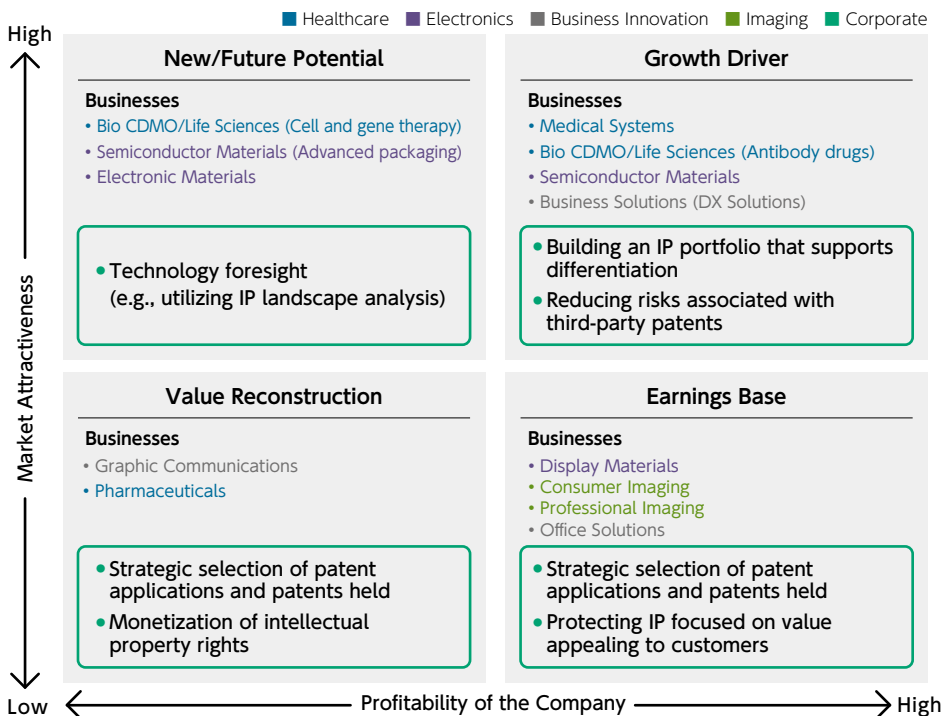 Healthcare Electronics Business Innovation Imaging Corporate
High
New/Future Potential
Businesses
• Bio CDMO/Life Sciences (Cell and gene therapy)
• Semiconductor Materials (Advanced packaging)
• Electronic Materials
• Technology foresight
(e.g., utilizing IP landscape analysis)
Growth Driver
Businesses
• Medical Systems
• Bio CDMO/Life Sciences (Antibody drugs)
• Semiconductor Materials
• Business Solutions (DX Solutions)
• Building an IP portfolio that supports
differentiation
• Reducing risks associated with
third-party patents
Market Attractiveness
Value Reconstruction
Businesses
• Graphic Communications
• Pharmaceuticals
• Strategic selection of patent
applications and patents held
• Monetization of intellectual
property rights
Earnings Base
Businesses
• Display Materials
• Consumer Imaging
• Professional Imaging
• Office Solutions
• Strategic selection of patent
applications and patents held
• Protecting IP focused on value
appealing to customers
Low
Profitability of the Company
High